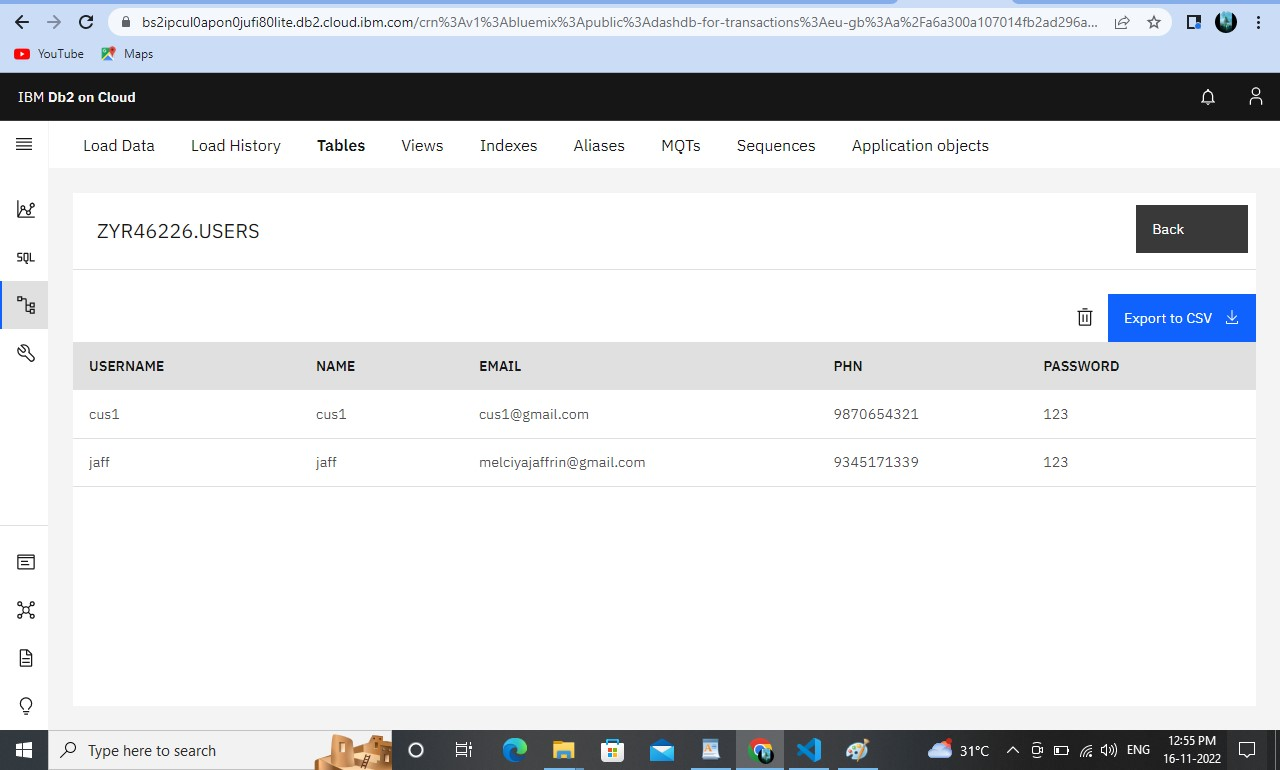 bs2ipcul0apon0jufi80lite.db2.cloud.ibm.com/crn%3Av1%3Abluemix%3Apublic%3Adashdb-for-transactions%3Aeu-gb%3Aa%2Fa6a300a107014fb2ad296a...
YouTube Maps
IBM Db2 on Cloud
Load Data Load History Tables Views Indexes Aliases MQTs Sequences Application objects
ZYR46226.USERS
Back
SQL
Export to CSV
USERNAME NAME EMAIL PHN PASSWORD
cus1 cus1 cus1@gmail.com 9870654321 123
jaff jaff melciyajaffrin@gmail.com 9345171339 123
Type here to search
31°C
ENG
12:55 PM
16-11-2022